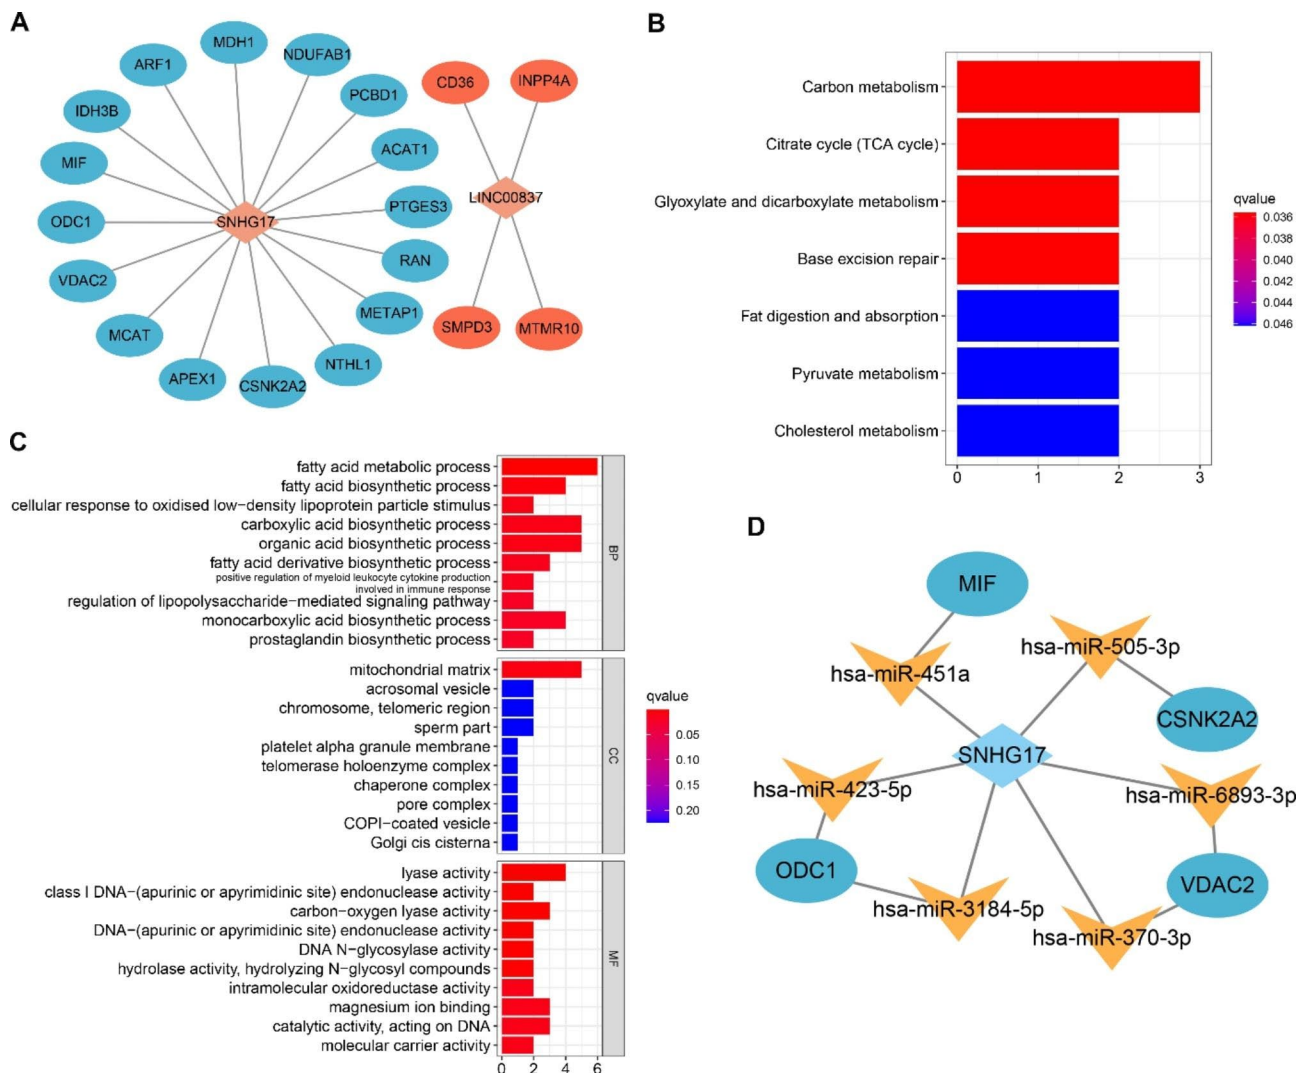 A
MDH1
NDUFAB1
ARF1
PCBD1
IDH3B
ACAT1
MIF
PTGES3
SNHG17
ODC1
RAN
VDAC2
METAP1
MCAT
NTHL1
APEX1
CSNK2A2
CD36
INPP4A
LINC00837
SMPD3
MTMR10
B
Carbon metabolism
Citrate cycle (TCA cycle)
Glyoxylate and dicarboxylate metabolism
Base excision repair
Fat digestion and absorption
Pyruvate metabolism
Cholesterol metabolism
0 1 2 3
qvalue
0.036
0.038
0.040
0.042
0.044
0.046
C
fatty acid metabolic process
fatty acid biosynthetic process
cellular response to oxidised low−density lipoprotein particle stimulus
carboxylic acid biosynthetic process
organic acid biosynthetic process
fatty acid derivative biosynthetic process
positive regulation of myeloid leukocyte cytokine production
involved in immune response
regulation of lipopolysaccharide−mediated signaling pathway
monocarboxylic acid biosynthetic process
prostaglandin biosynthetic process
BP
mitochondrial matrix
acrosomal vesicle
chromosome, telomeric region
sperm part
platelet alpha granule membrane
telomerase holoenzyme complex
chaperone complex
pore complex
COPI−coated vesicle
Golgi cis cisterna
CC
lyase activity
class I DNA−(apurinic or apyrimidinic site) endonuclease activity
carbon−oxygen lyase activity
DNA−(apurinic or apyrimidinic site) endonuclease activity
DNA N−glycosylase activity
hydrolase activity, hydrolyzing N−glycosyl compounds
intramolecular oxidoreductase activity
magnesium ion binding
catalytic activity, acting on DNA
molecular carrier activity
MF
0 2 4 6
qvalue
0.05
0.10
0.15
0.20
D
MIF
hsa-miR-505-3p
hsa-miR-451a
CSNK2A2
SNHG17
hsa-miR-423-5p
hsa-miR-6893-3p
ODC1
VDAC2
hsa-miR-3184-5p
hsa-miR-370-3p